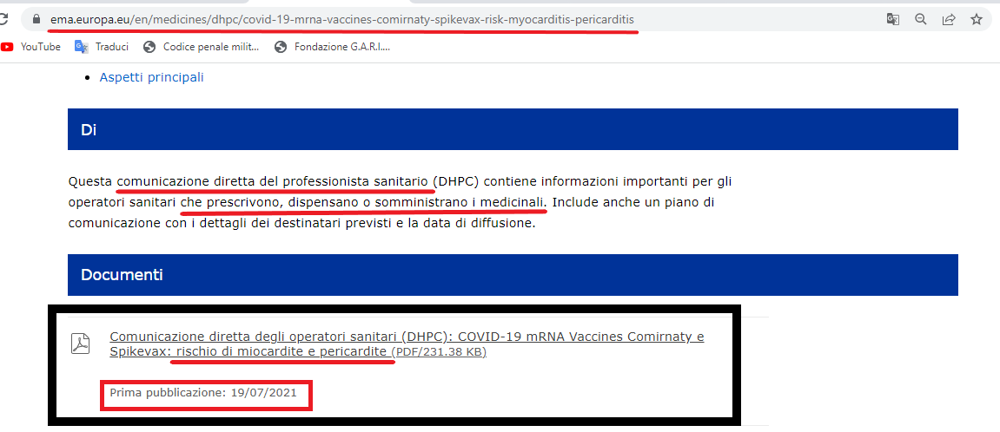 ema.europa.eu/en/medicines/dhpc/covid-19-mrna-vaccines-comirnaty-spikevax-risk-myocarditis-pericarditis
YouTube Traduci Codice penale milit... Fondazione G.A.R.I....
• Aspetti principali
Di
Questa comunicazione diretta del professionista sanitario (DHPC) contiene informazioni importanti per gli
operatori sanitari che prescrivono, dispensano o somministrano i medicinali. Include anche un piano di
comunicazione con i dettagli dei destinatari previsti e la data di diffusione.
Documenti
Comunicazione diretta degli operatori sanitari (DHPC): COVID-19 mRNA Vaccines Comirnaty e
Spikevax: rischio di miocardite e pericardite (PDF/231.38 KB)
Prima pubblicazione: 19/07/2021